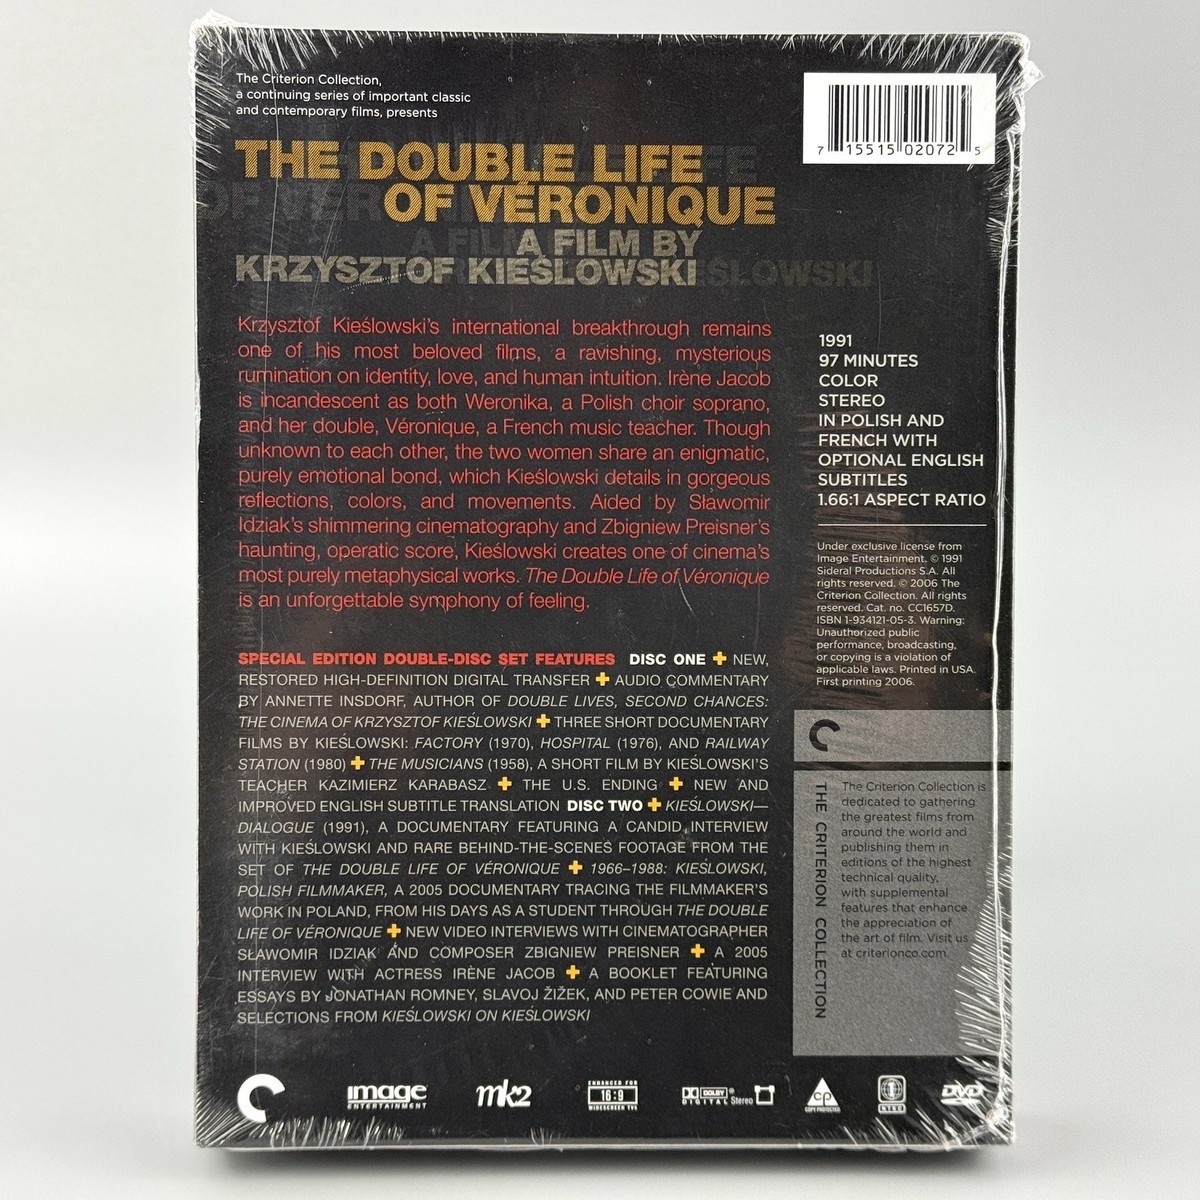 The Criterion Collection,
a continuing series of important classic
and contemporary films, presents
7 15515 02072 5
THE DOUBLE LIFE
OF VÉRONIQUE
A FILM BY
KRZYSZTOF KIEŚLOWSKI
Krzysztof Kieślowski's international breakthrough remains
one of his most beloved films, a ravishing, mysterious
rumination on identity, love, and human intuition. Irène Jacob
is incandescent as both Weronika, a Polish choir soprano,
and her double, Véronique, a French music teacher. Though
unknown to each other, the two women share an enigmatic,
purely emotional bond, which Kieślowski details in gorgeous
reflections, colors, and movements. Aided by Sławomir
Idziak's shimmering cinematography and Zbigniew Preisner's
haunting, operatic score, Kieślowski creates one of cinema's
most purely metaphysical works. The Double Life of Véronique
is an unforgettable symphony of feeling.
1991
97 MINUTES
COLOR
STEREO
IN POLISH AND
FRENCH WITH
OPTIONAL ENGLISH
SUBTITLES
1.66:1 ASPECT RATIO
Under exclusive license from
Image Entertainment. © 1991
Sideral Productions S.A. All
rights reserved. © 2006 The
Criterion Collection. All rights
reserved. Cat. no. CC1657D.
ISBN 1-934121-05-3. Warning:
Unauthorized public
performance, broadcasting,
or copying is a violation of
applicable laws. Printed in USA.
First printing 2006.
SPECIAL EDITION DOUBLE-DISC SET FEATURES DISC ONE + NEW,
RESTORED HIGH-DEFINITION DIGITAL TRANSFER + AUDIO COMMENTARY
BY ANNETTE INSDORF, AUTHOR OF DOUBLE LIVES, SECOND CHANCES:
THE CINEMA OF KRZYSZTOF KIEŚLOWSKI + THREE SHORT DOCUMENTARY
FILMS BY KIEŚLOWSKI: FACTORY (1970), HOSPITAL (1976), AND RAILWAY
STATION (1980) + THE MUSICIANS (1958), A SHORT FILM BY KIEŚLOWSKI'S
TEACHER KAZIMIERZ KARABASZ + THE U.S. ENDING + NEW AND
IMPROVED ENGLISH SUBTITLE TRANSLATION DISC TWO + KIEŚLOWSKI—
DIALOGUE (1991), A DOCUMENTARY FEATURING A CANDID INTERVIEW
WITH KIEŚLOWSKI AND RARE BEHIND-THE-SCENES FOOTAGE FROM THE
SET OF THE DOUBLE LIFE OF VÉRONIQUE + 1966–1988: KIEŚLOWSKI,
POLISH FILMMAKER, A 2005 DOCUMENTARY TRACING THE FILMMAKER'S
WORK IN POLAND, FROM HIS DAYS AS A STUDENT THROUGH THE DOUBLE
LIFE OF VÉRONIQUE + NEW VIDEO INTERVIEWS WITH CINEMATOGRAPHER
SŁAWOMIR IDZIAK AND COMPOSER ZBIGNIEW PREISNER + A 2005
INTERVIEW WITH ACTRESS IRÈNE JACOB + A BOOKLET FEATURING
ESSAYS BY JONATHAN ROMNEY, SLAVOJ ŽIŽEK, AND PETER COWIE AND
SELECTIONS FROM KIEŚLOWSKI ON KIEŚLOWSKI
THE CRITERION COLLECTION
The Criterion Collection is
dedicated to gathering
the greatest films from
around the world and
publishing them in
editions of the highest
technical quality,
with supplemental
features that enhance
the appreciation of
the art of film. Visit us
at criterionco.com.
image
ENTERTAINMENT
mk2
ENHANCED FOR
16:9
WIDESCREEN TVs
DOLBY
DIGITAL Stereo
CP
COPY PROTECTED
1
NTSC
DVD